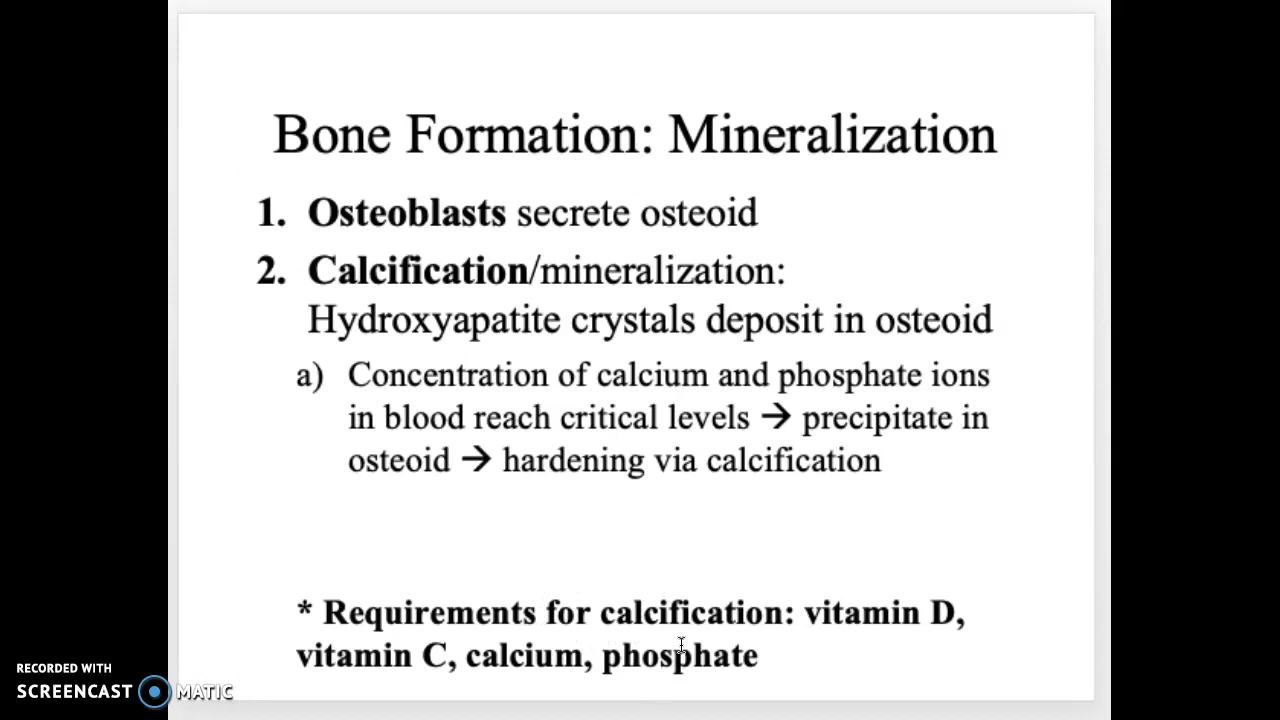 Bone Formation: Mineralization
1. Osteoblasts secrete osteoid
2. Calcification/mineralization:
Hydroxyapatite crystals deposit in osteoid
a) Concentration of calcium and phosphate ions
in blood reach critical levels → precipitate in
osteoid → hardening via calcification
* Requirements for calcification: vitamin D,
vitamin C, calcium, phosphate
RECORDED WITH
SCREENCAST MATIC